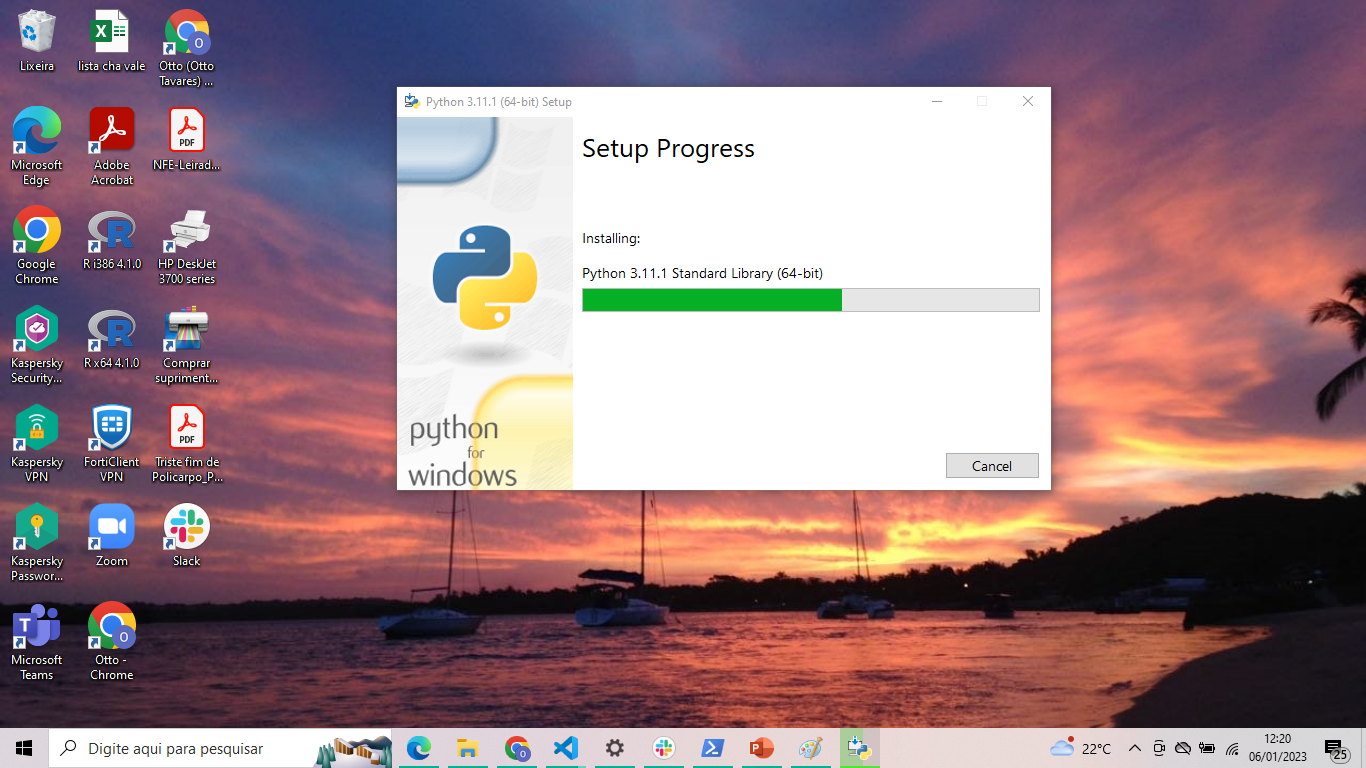 Lixeira
lista cha vale
Otto (Otto
Tavares) ...
Microsoft
Edge
Adobe
Acrobat
PDF
NFE-Leirad...
Google
Chrome
R i386 4.1.0
HP DeskJet
3700 series
Kaspersky
Security...
R x64 4.1.0
Comprar
supriment...
Kaspersky
VPN
FortiClient
VPN
PDF
Triste fim de
Policarpo_P...
Kaspersky
Passwor...
Zoom
Slack
Microsoft
Teams
Otto -
Chrome
Python 3.11.1 (64-bit) Setup
Setup Progress
Installing:
Python 3.11.1 Standard Library (64-bit)
python
for
windows
Cancel
Digite aqui para pesquisar
22°C
12:20
06/01/2023
25